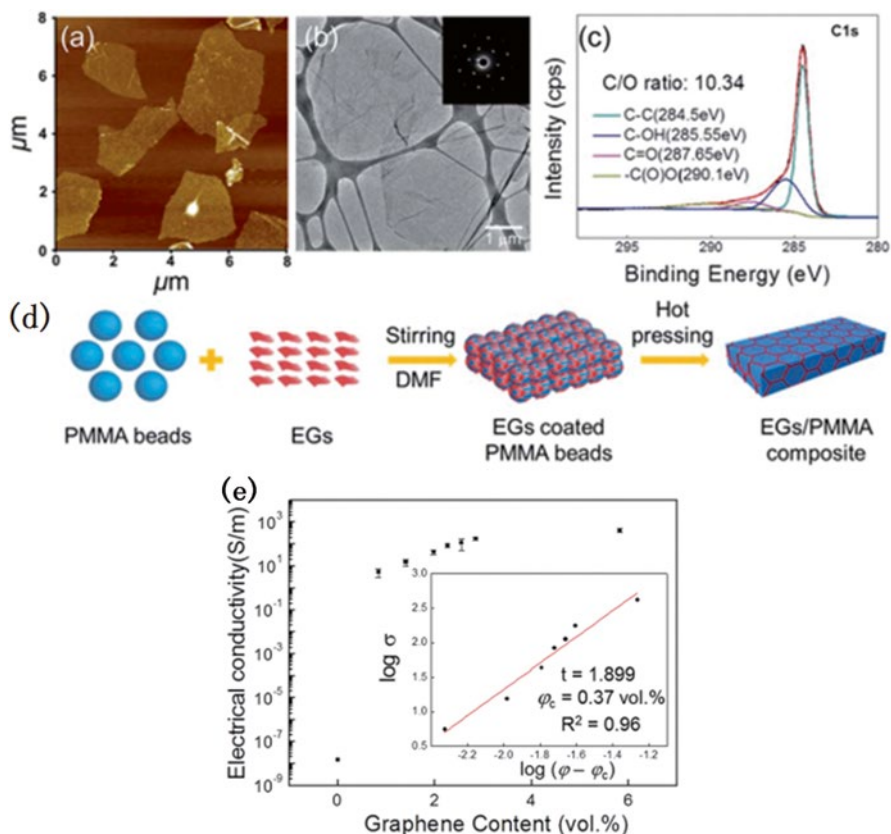 (a)
8
6
4
2
0
μm
0 2 4 6 8
μm
(b)
1 μm
(c)
C1s
C/O ratio: 10.34
C-C(284.5eV)
C-OH(285.55eV)
C=O(287.65eV)
-C(O)O(290.1eV)
Intensity (cps)
295 290 285 280
Binding Energy (eV)
(d)
Stirring
DMF
Hot
pressing
PMMA beads
EGs
EGs coated
PMMA beads
EGs/PMMA
composite
(e)
Electrical conductivity(S/m)
10³
10¹
10⁻¹
10⁻³
10⁻⁵
10⁻⁷
10⁻⁹
0 2 4 6
Graphene Content (vol.%)
log σ
3.0
2.5
2.0
1.5
1.0
0.5
t = 1.899
φc = 0.37 vol.%
R² = 0.96
-2.2 -2.0 -1.8 -1.6 -1.4 -1.2
log (φ − φc)